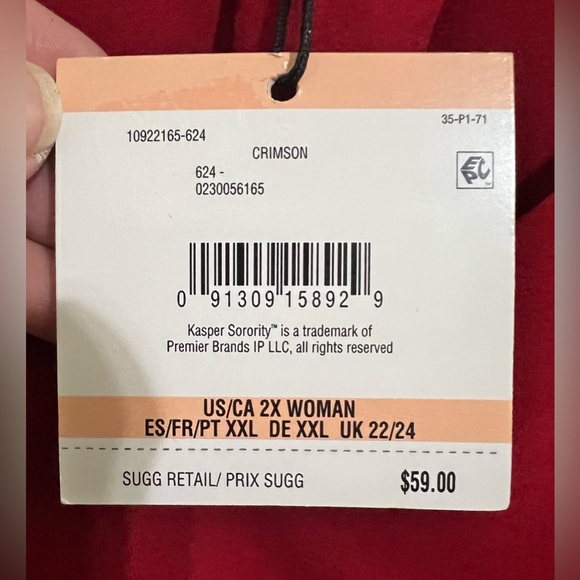 35-P1-71
10922165-624
CRIMSON
624 -
0230056165
EPC
0 91309 15892 9
Kasper Sorority™ is a trademark of
Premier Brands IP LLC, all rights reserved
US/CA 2X WOMAN
ES/FR/PT XXL DE XXL UK 22/24
SUGG RETAIL/ PRIX SUGG $59.00